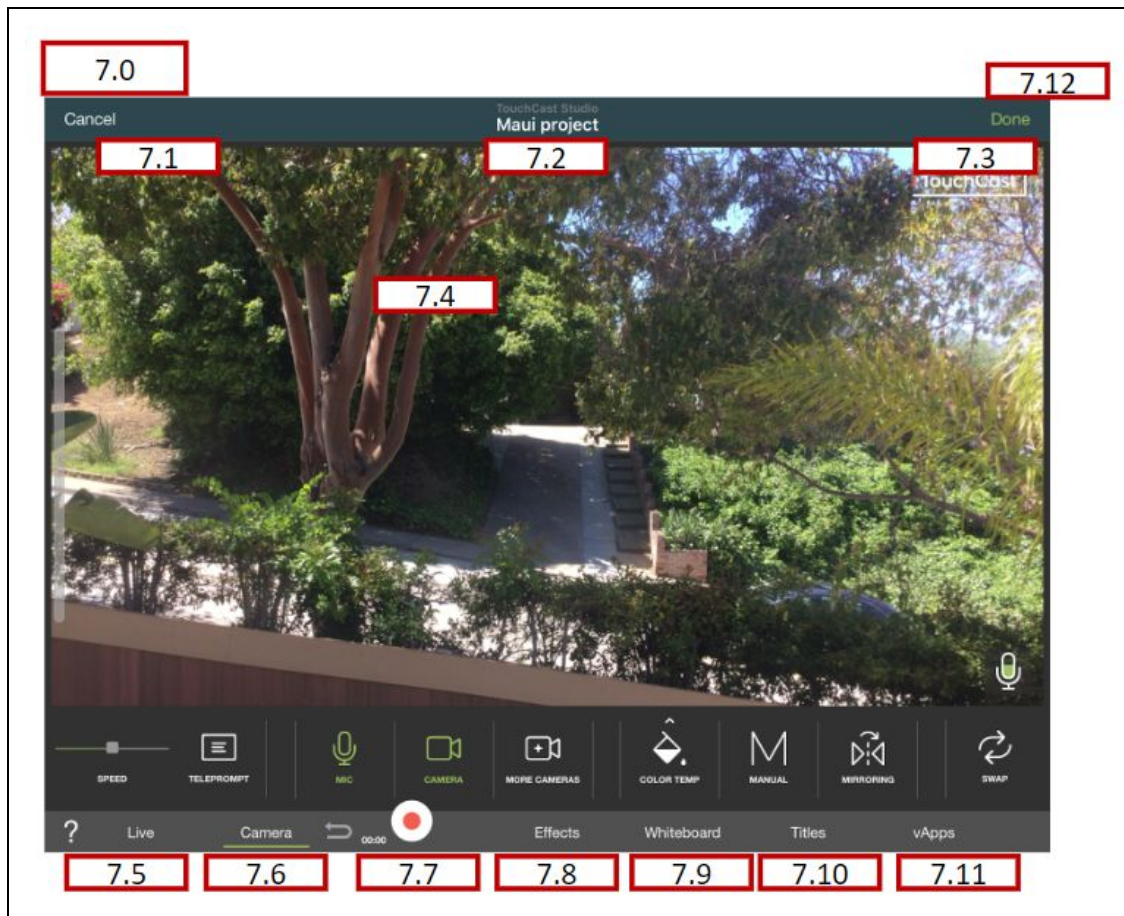 7.0
7.12
Cancel
TouchCast Studio
Maui project
Done
7.1
7.2
7.3
TouchCast
7.4
SPEED
TELEPROMPT
MIC
CAMERA
MORE CAMERAS
COLOR TEMP
MANUAL
MIRRORING
SWAP
? Live Camera 00:00 Effects Whiteboard Titles vApps
7.5
7.6
7.7
7.8
7.9
7.10
7.11